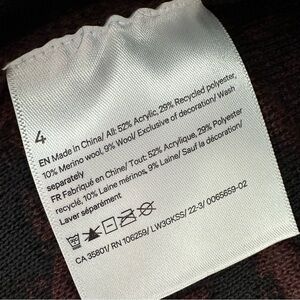 4
EN Made in China/ All: 52% Acrylic, 29% Recycled polyester,
10% Merino wool, 9% Wool/ Exclusive of decoration/ Wash
separately
FR Fabriqué en Chine/ Tout: 52% Acrylique, 29% Polyester
recyclé, 10% Laine mérinos, 9% Laine/ Sauf la décoration/
Laver séparément
CA 35801/ RN 106259/ LW3GKSS/ 22-3/ 0065659-02